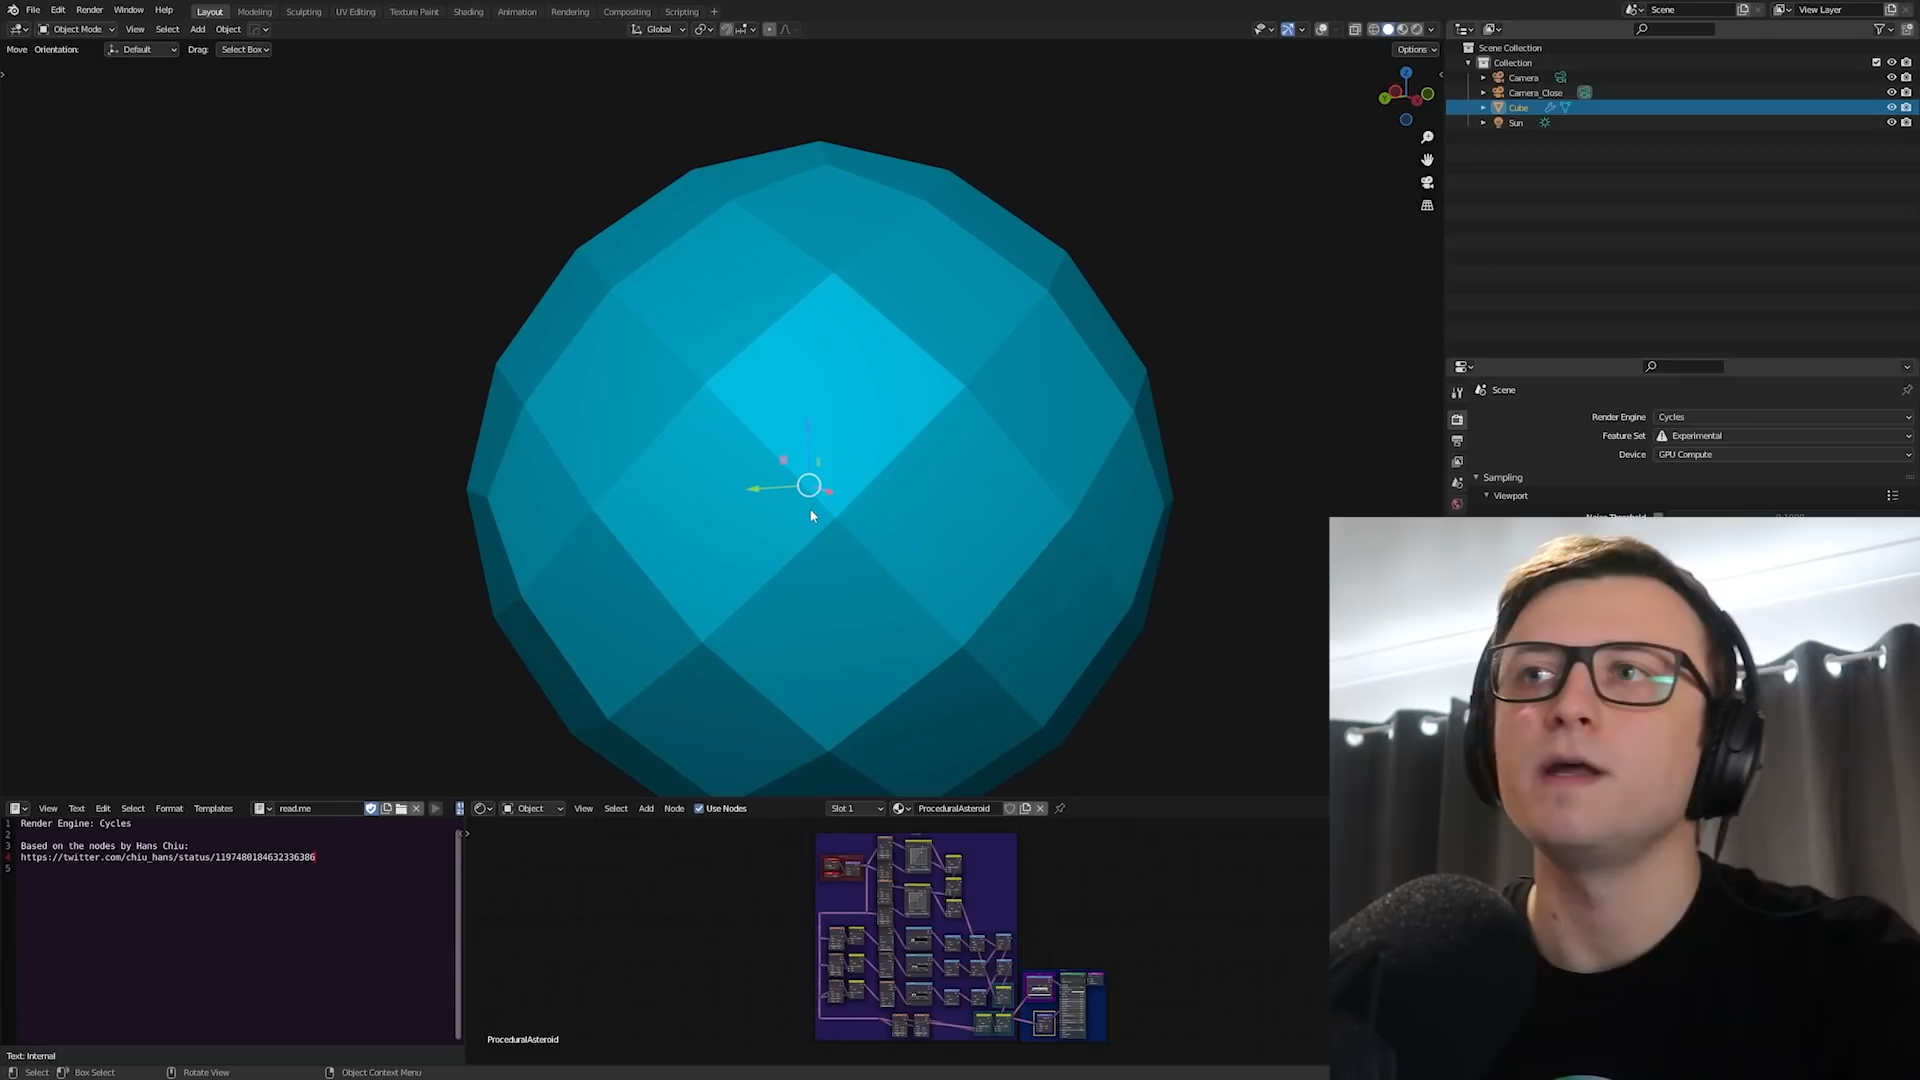 File Edit Render Window Help
Layout Modeling Sculpting UV Editing Texture Paint Shading Animation Rendering Compositing Scripting +
Scene
View Layer
Object Mode View Select Add Object
Global
Move Orientation: Default Drag: Select Box
Options
Scene Collection
Collection
Camera
Camera_Close
Cube
Sun
Scene
Render Engine Cycles
Feature Set Experimental
Device GPU Compute
Sampling
Viewport
View Text Edit Select Format Templates read.me
1 Render Engine: Cycles
2
3 Based on the nodes by Hans Chiu:
4 https://twitter.com/chiu_hans/status/1197480184632336386
5
Text: Internal
Object View Select Add Node Use Nodes Slot 1 ProceduralAsteroid
ProceduralAsteroid
Select Box Select Rotate View Object Context Menu